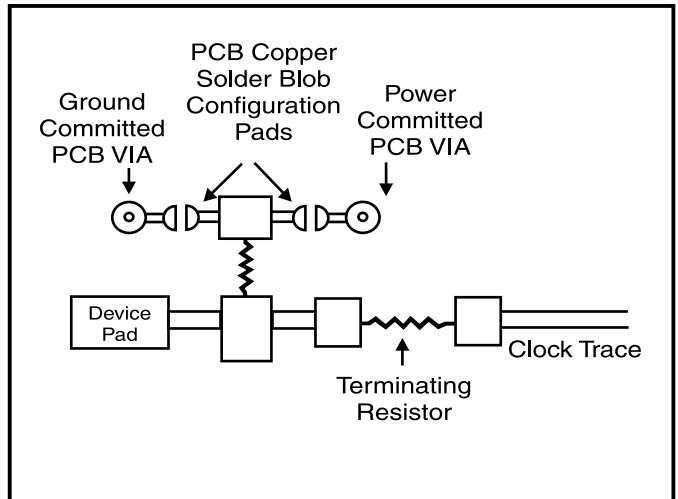 PCB Copper
Solder Blob
Configuration
Pads
Ground
Committed
PCB VIA
Power
Committed
PCB VIA
Device
Pad
Clock Trace
Terminating
Resistor